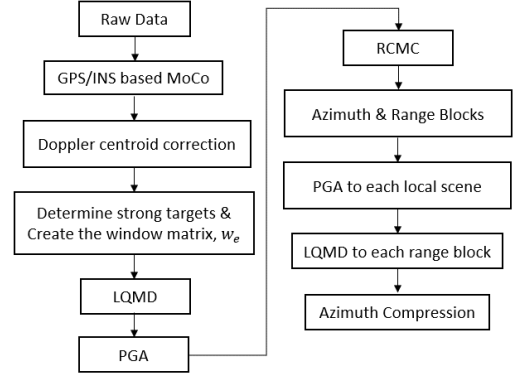 Raw Data
GPS/INS based MoCo
Doppler centroid correction
Determine strong targets &
Create the window matrix, wₑ
LQMD
PGA
RCMC
Azimuth & Range Blocks
PGA to each local scene
LQMD to each range block
Azimuth Compression